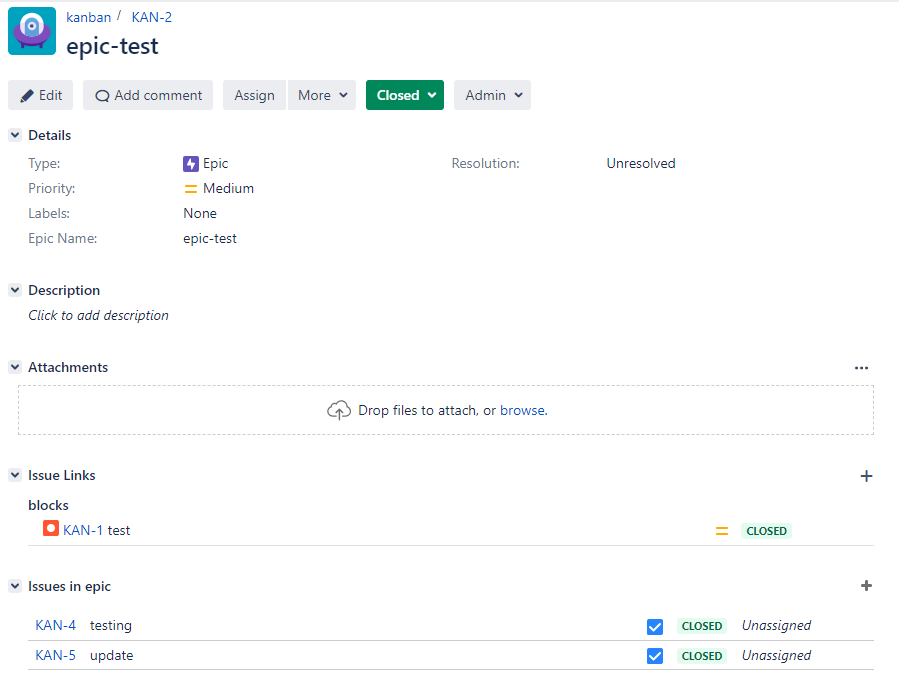 kanban / KAN-2
epic-test
Edit Add comment Assign More Closed Admin
Details
Type: Epic Resolution: Unresolved
Priority: Medium
Labels: None
Epic Name: epic-test
Description
Click to add description
Attachments
Drop files to attach, or browse.
Issue Links
blocks
KAN-1 test CLOSED
Issues in epic
KAN-4 testing CLOSED Unassigned
KAN-5 update CLOSED Unassigned